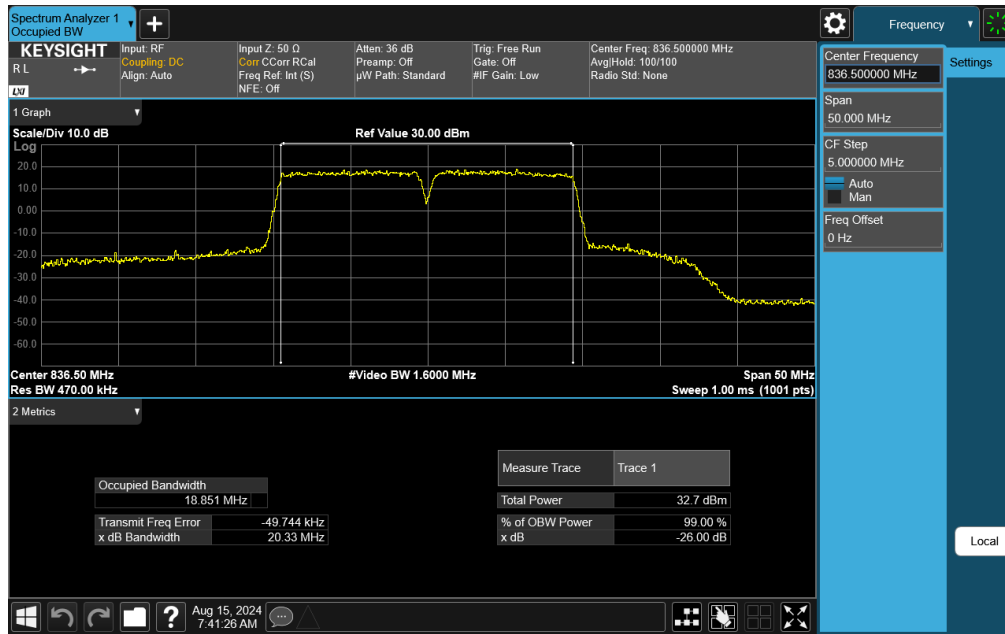 Spectrum Analyzer 1
Occupied BW
Frequency
KEYSIGHT
R L
LXI
Input: RF
Coupling: DC
Align: Auto
Input Z: 50 Ω
Corr CCorr RCal
Freq Ref: Int (S)
NFE: Off
Atten: 36 dB
Preamp: Off
µW Path: Standard
Trig: Free Run
Gate: Off
#IF Gain: Low
Center Freq: 836.500000 MHz
Avg|Hold: 100/100
Radio Std: None
Center Frequency
836.500000 MHz
Settings
Span
50.000 MHz
CF Step
5.000000 MHz
Auto
Man
Freq Offset
0 Hz
1 Graph
Scale/Div 10.0 dB
Ref Value 30.00 dBm
Log
20.0
10.0
0.00
-10.0
-20.0
-30.0
-40.0
-50.0
-60.0
Center 836.50 MHz
#Video BW 1.6000 MHz
Span 50 MHz
Res BW 470.00 kHz
Sweep 1.00 ms (1001 pts)
2 Metrics
Measure Trace Trace 1
Occupied Bandwidth
18.851 MHz
Total Power 32.7 dBm
Transmit Freq Error -49.744 kHz
% of OBW Power 99.00 %
x dB Bandwidth 20.33 MHz
x dB -26.00 dB
Local
?
Aug 15, 2024
7:41:26 AM